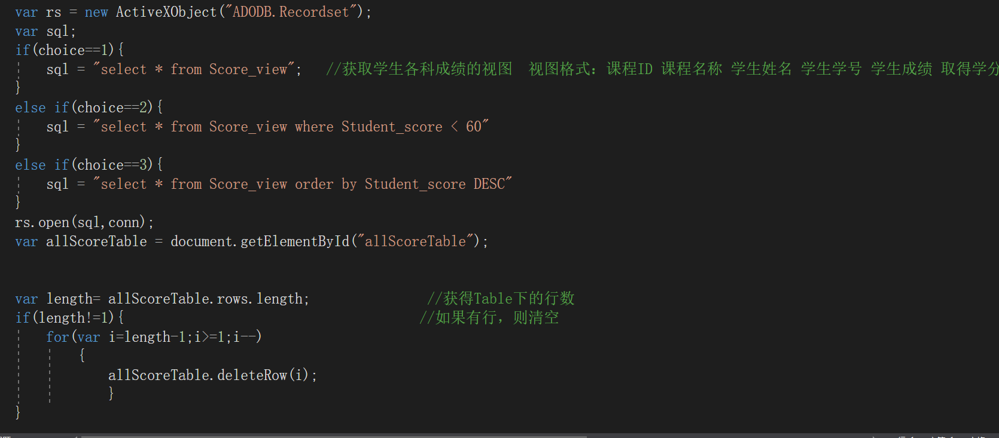 var rs = new ActiveXObject("ADODB.Recordset");
var sql;
if(choice==1){
sql = "select * from Score_view"; //获取学生各科成绩的视图 视图格式：课程ID 课程名称 学生姓名 学生学号 学生成绩 取得学分
}
else if(choice==2){
sql = "select * from Score_view where Student_score < 60"
}
else if(choice==3){
sql = "select * from Score_view order by Student_score DESC"
}
rs.open(sql,conn);
var allScoreTable = document.getElementById("allScoreTable");
var length= allScoreTable.rows.length; //获得Table下的行数
if(length!=1){ //如果有行，则清空
for(var i=length-1;i>=1;i--)
{
allScoreTable.deleteRow(i);
}
}